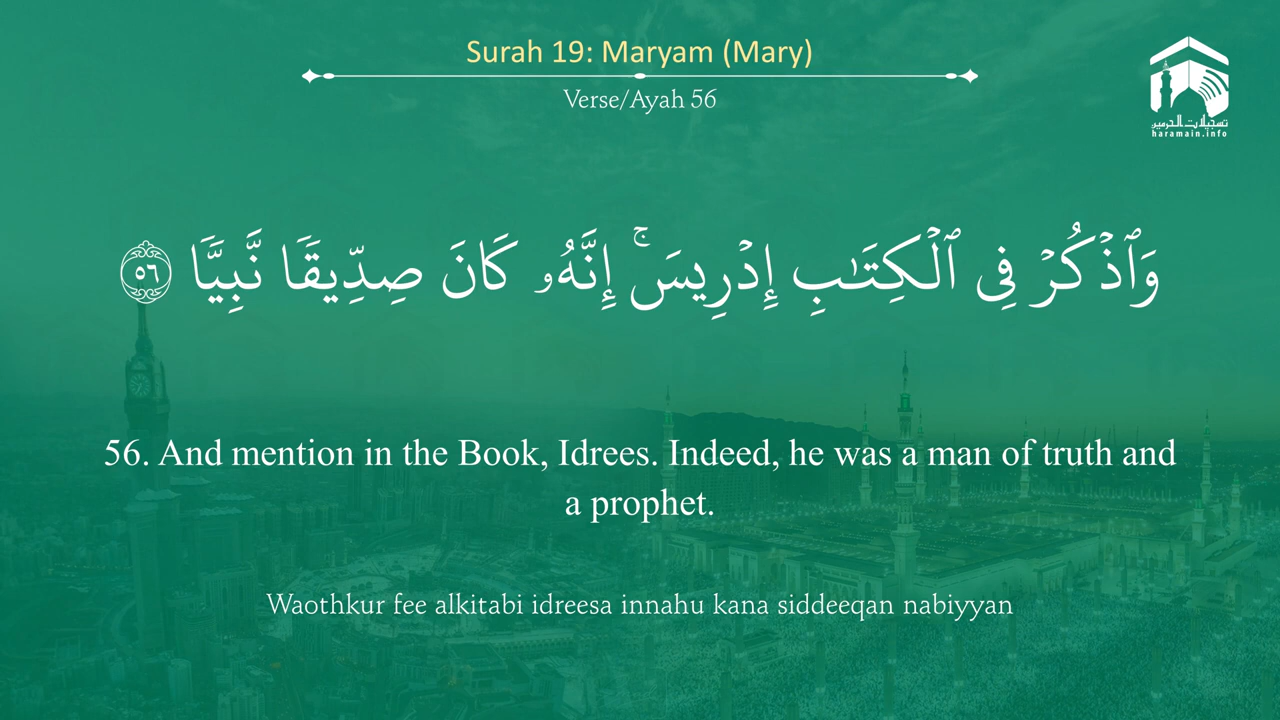 Surah 19: Maryam (Mary)
Verse/Ayah 56
تسجيلات الحرمين
haramain.info
وَٱذۡكُرۡ فِى ٱلۡكِتَـٰبِ إِدۡرِيسَۚ إِنَّهُۥ كَانَ صِدِّيقًا نَّبِيًّا ٥٦
56. And mention in the Book, Idrees. Indeed, he was a man of truth and
a prophet.
Waothkur fee alkitabi idreesa innahu kana siddeeqan nabiyyan